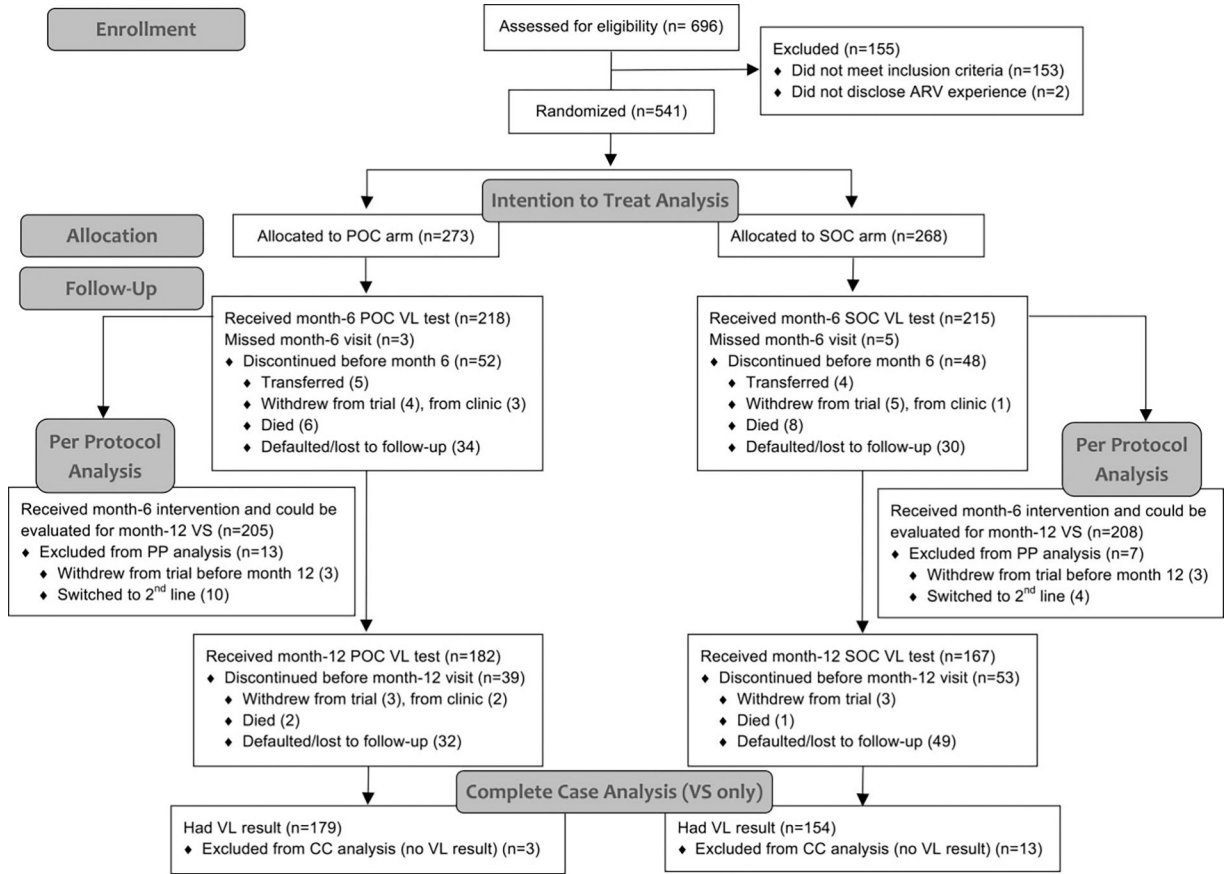 Enrollment
Assessed for eligibility (n= 696)
Excluded (n=155)
♦ Did not meet inclusion criteria (n=153)
♦ Did not disclose ARV experience (n=2)
Randomized (n=541)
Intention to Treat Analysis
Allocation
Allocated to POC arm (n=273)
Allocated to SOC arm (n=268)
Follow-Up
Received month-6 POC VL test (n=218)
Missed month-6 visit (n=3)
♦ Discontinued before month 6 (n=52)
♦ Transferred (5)
♦ Withdrew from trial (4), from clinic (3)
♦ Died (6)
♦ Defaulted/lost to follow-up (34)
Received month-6 SOC VL test (n=215)
Missed month-6 visit (n=5)
♦ Discontinued before month 6 (n=48)
♦ Transferred (4)
♦ Withdrew from trial (5), from clinic (1)
♦ Died (8)
♦ Defaulted/lost to follow-up (30)
Per Protocol
Analysis
Received month-6 intervention and could be
evaluated for month-12 VS (n=205)
♦ Excluded from PP analysis (n=13)
♦ Withdrew from trial before month 12 (3)
♦ Switched to 2nd line (10)
Per Protocol
Analysis
Received month-6 intervention and could be
evaluated for month-12 VS (n=208)
♦ Excluded from PP analysis (n=7)
♦ Withdrew from trial before month 12 (3)
♦ Switched to 2nd line (4)
Received month-12 POC VL test (n=182)
♦ Discontinued before month-12 visit (n=39)
♦ Withdrew from trial (3), from clinic (2)
♦ Died (2)
♦ Defaulted/lost to follow-up (32)
Received month-12 SOC VL test (n=167)
♦ Discontinued before month-12 visit (n=53)
♦ Withdrew from trial (3)
♦ Died (1)
♦ Defaulted/lost to follow-up (49)
Complete Case Analysis (VS only)
Had VL result (n=179)
♦ Excluded from CC analysis (no VL result) (n=3)
Had VL result (n=154)
♦ Excluded from CC analysis (no VL result) (n=13)